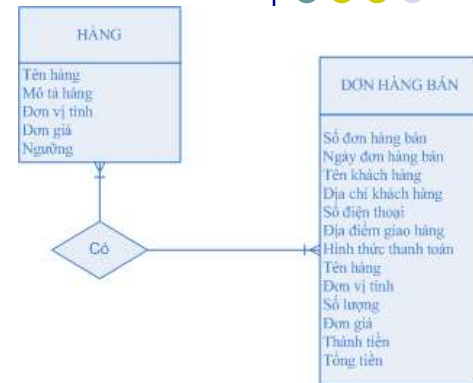 HÀNG
Tên hàng
Mô tả hàng
Đơn vị tính
Đơn giá
Ngưỡng
Có
ĐƠN HÀNG BÁN
Số đơn hàng bán
Ngày đơn hàng bán
Tên khách hàng
Địa chỉ khách hàng
Số điện thoại
Địa điểm giao hàng
Hình thức thanh toán
Tên hàng
Đơn vị tính
Số lượng
Đơn giá
Thành tiền
Tổng tiền